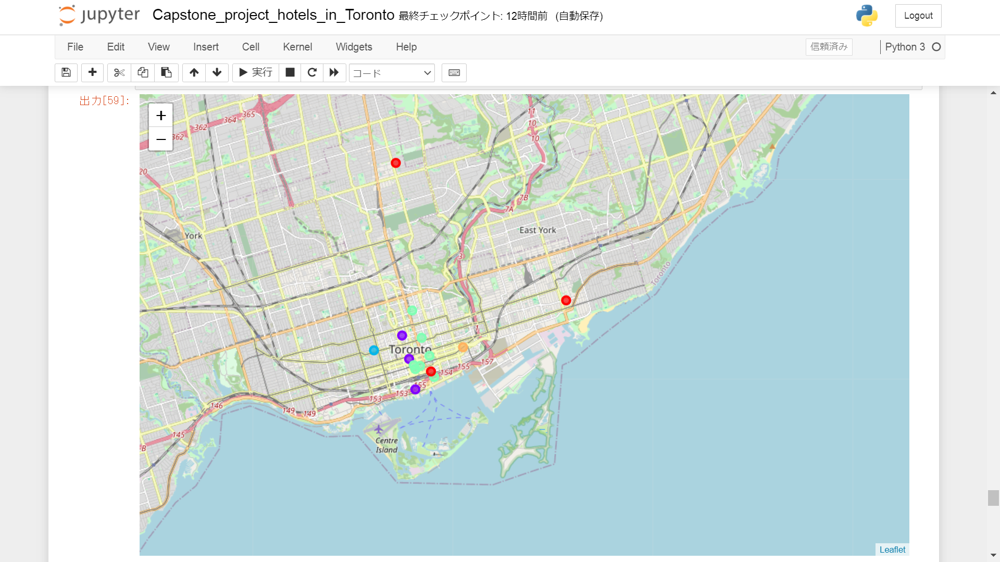 jupyter Capstone_project_hotels_in_Toronto 最終チェックポイント: 12時間前 (自動保存) Logout
File Edit View Insert Cell Kernel Widgets Help 信頼済み Python 3
実行 コード
出力[59]:
+
−
365
364
362
362
11
10
10
20
7B
7A
East York
York
3
Toronto
1
Toronto
157
155
154
155
153
153
149
149
146
145
-B
Centre
Island
Leaflet